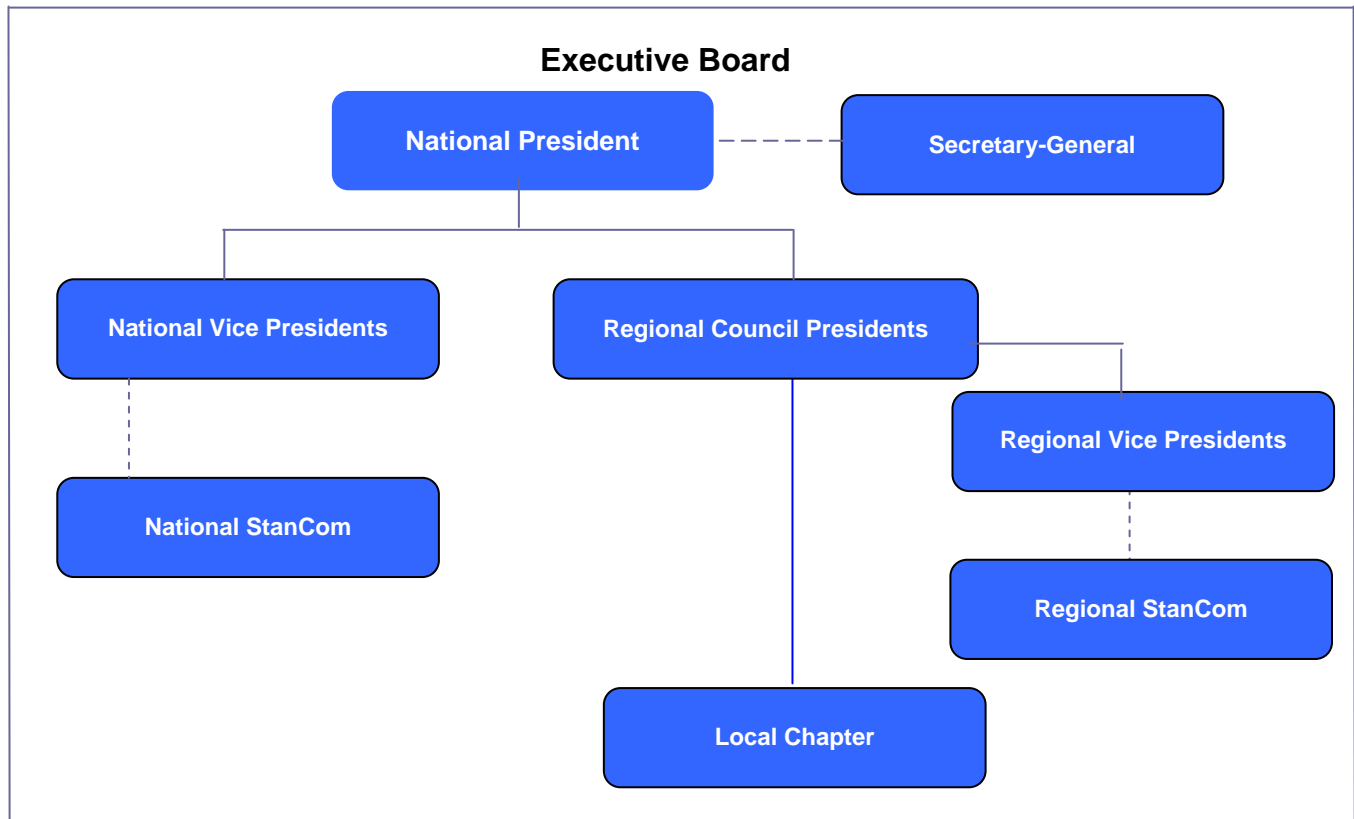 Executive Board
National President
Secretary-General
National Vice Presidents
Regional Council Presidents
Regional Vice Presidents
National StanCom
Regional StanCom
Local Chapter